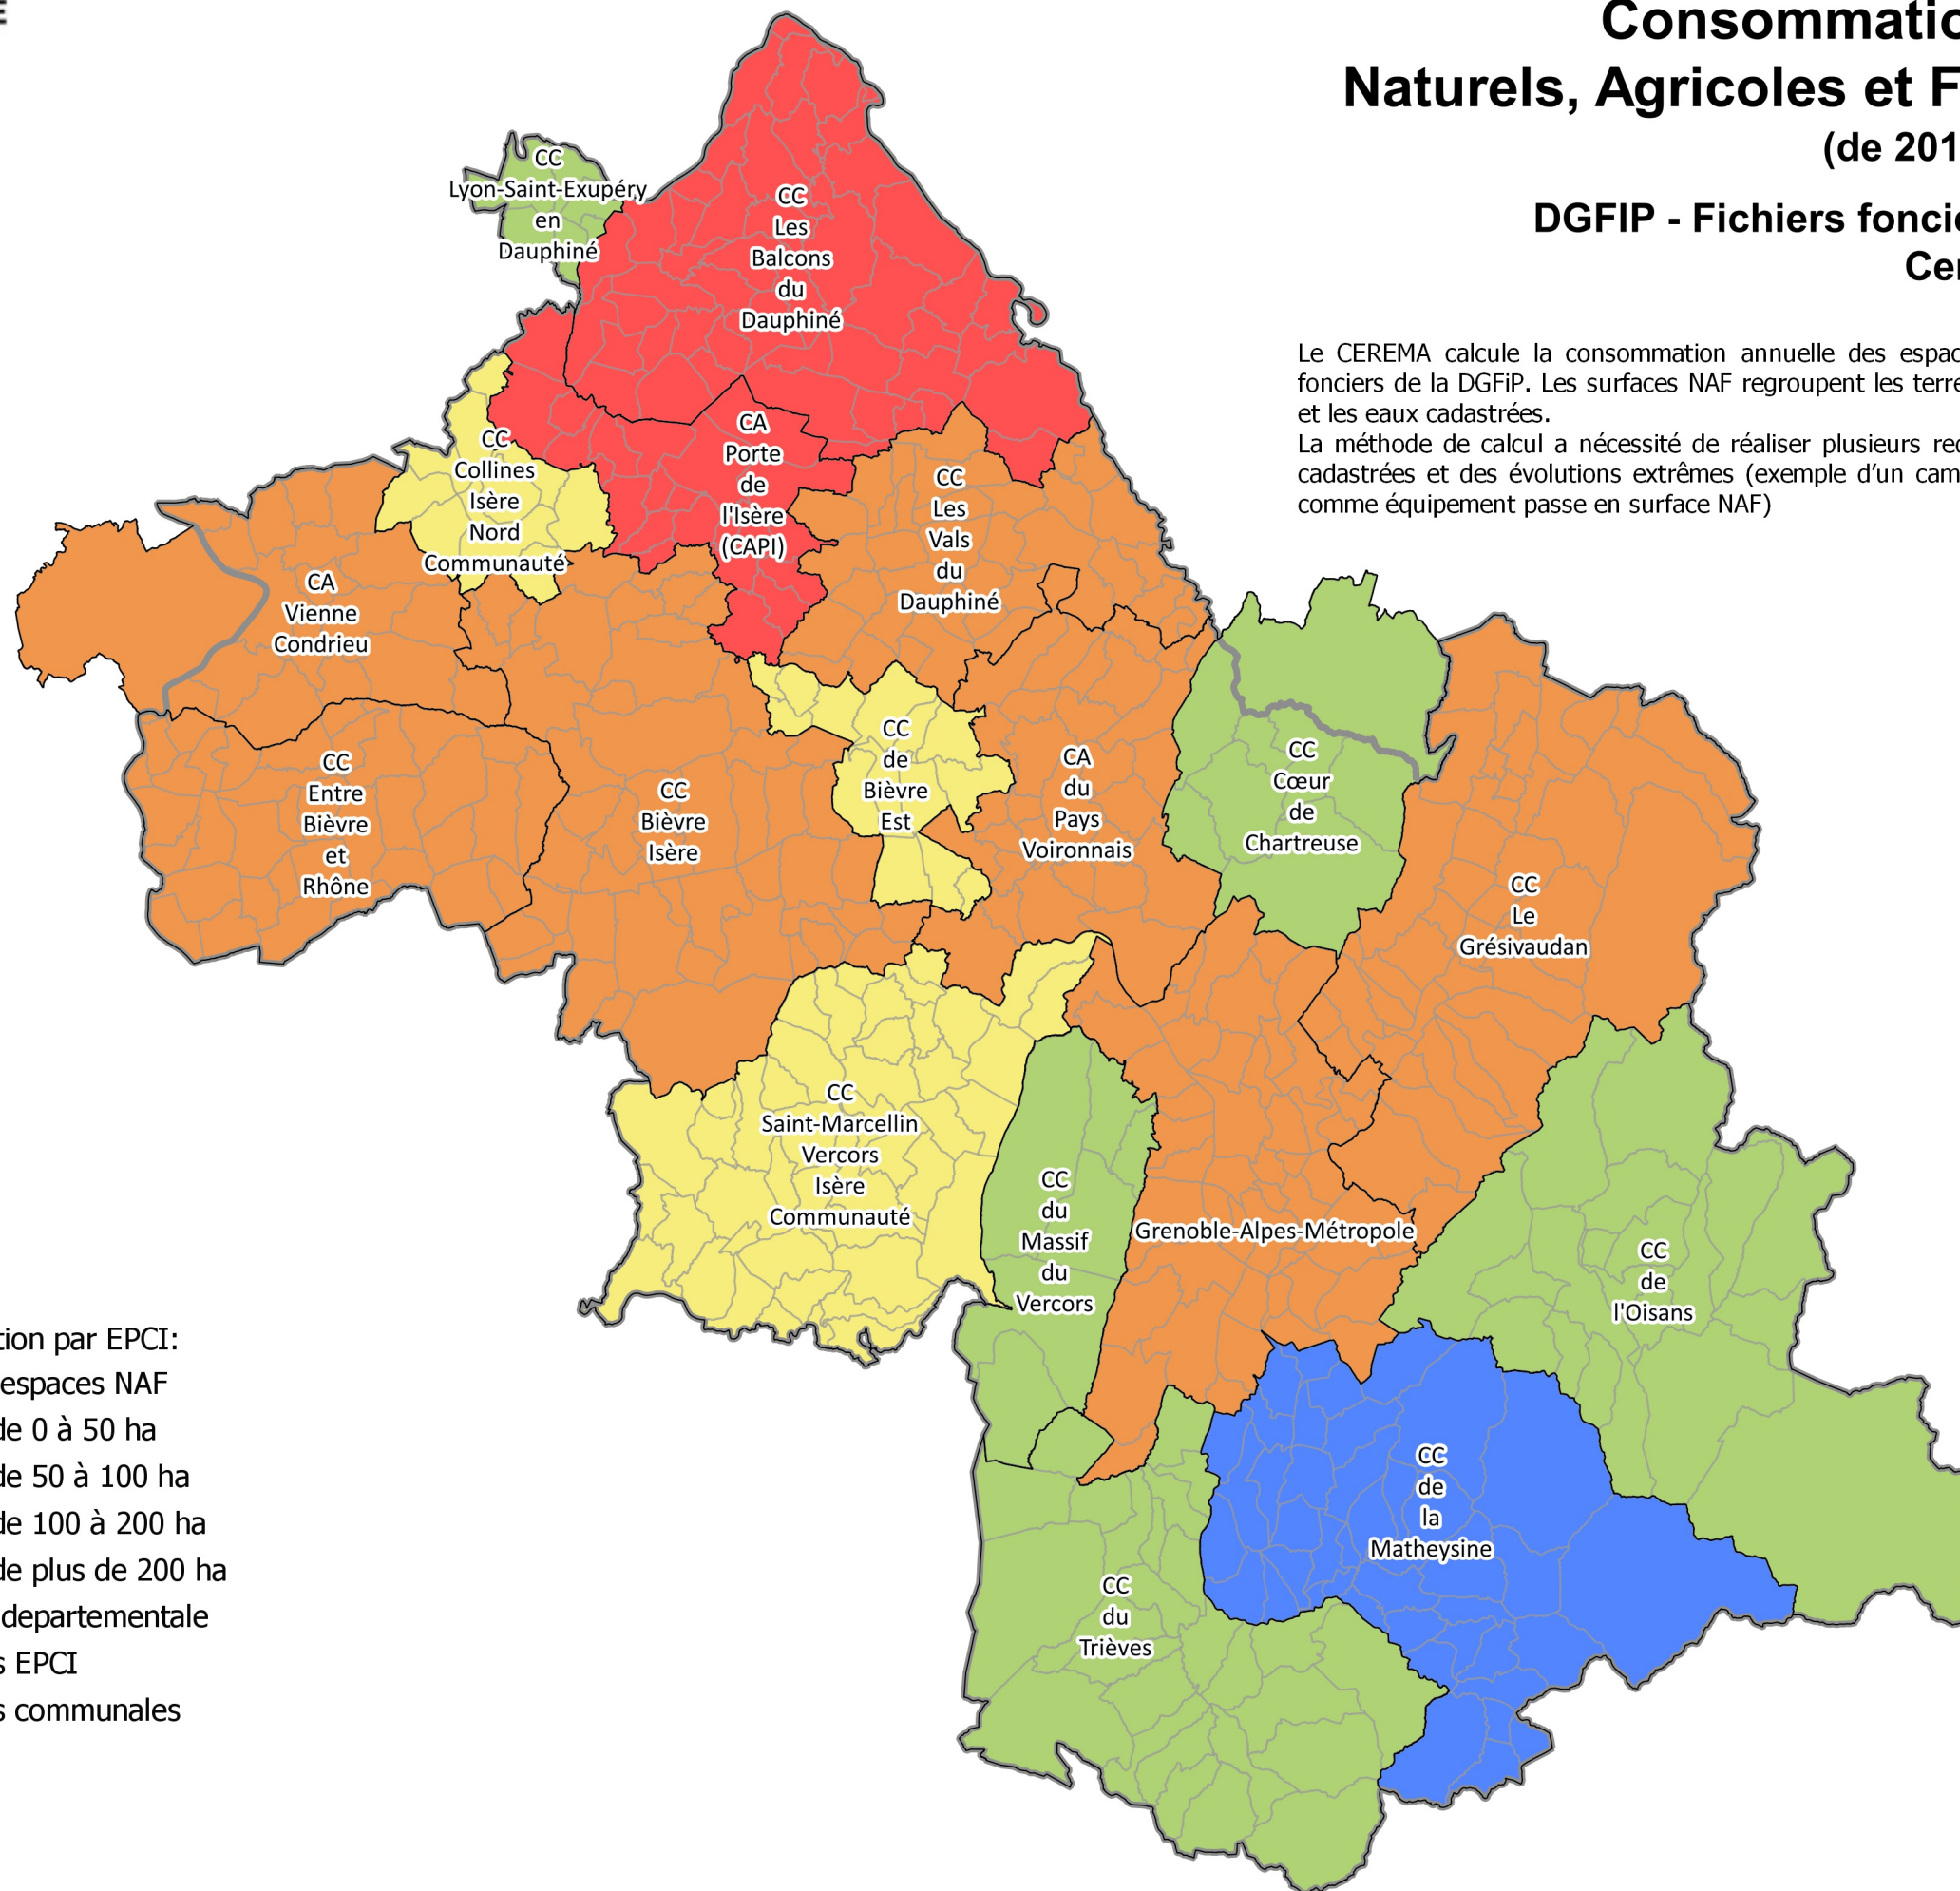 Consommatio
Naturels, Agricoles et F
(de 201
DGFIP - Fichiers foncie
Cer
Le CEREMA calcule la consommation annuelle des espac
fonciers de la DGFiP. Les surfaces NAF regroupent les terre
et les eaux cadastrées.
La méthode de calcul a nécessité de réaliser plusieurs rec
cadastrées et des évolutions extrêmes (exemple d’un cam
comme équipement passe en surface NAF)
CC
Lyon-Saint-Exupéry
en
Dauphiné
CC
Les
Balcons
du
Dauphiné
CA
Porte
de
l'Isère
(CAPI)
CC
Collines
Isère
Nord
Communauté
CC
Les
Vals
du
Dauphiné
CA
Vienne
Condrieu
CC
Entre
Bièvre
et
Rhône
CC
Bièvre
Isère
CC
de
Bièvre
Est
CA
du
Pays
Voironnais
CC
Cœur
de
Chartreuse
CC
Le
Grésivaudan
CC
Saint-Marcellin
Vercors
Isère
Communauté
CC
du
Massif
du
Vercors
Grenoble-Alpes-Métropole
CC
de
l'Oisans
CC
de
la
Matheysine
CC
du
Trièves
tion par EPCI:
espaces NAF
de 0 à 50 ha
de 50 à 100 ha
de 100 à 200 ha
de plus de 200 ha
departementale
s EPCI
s communales